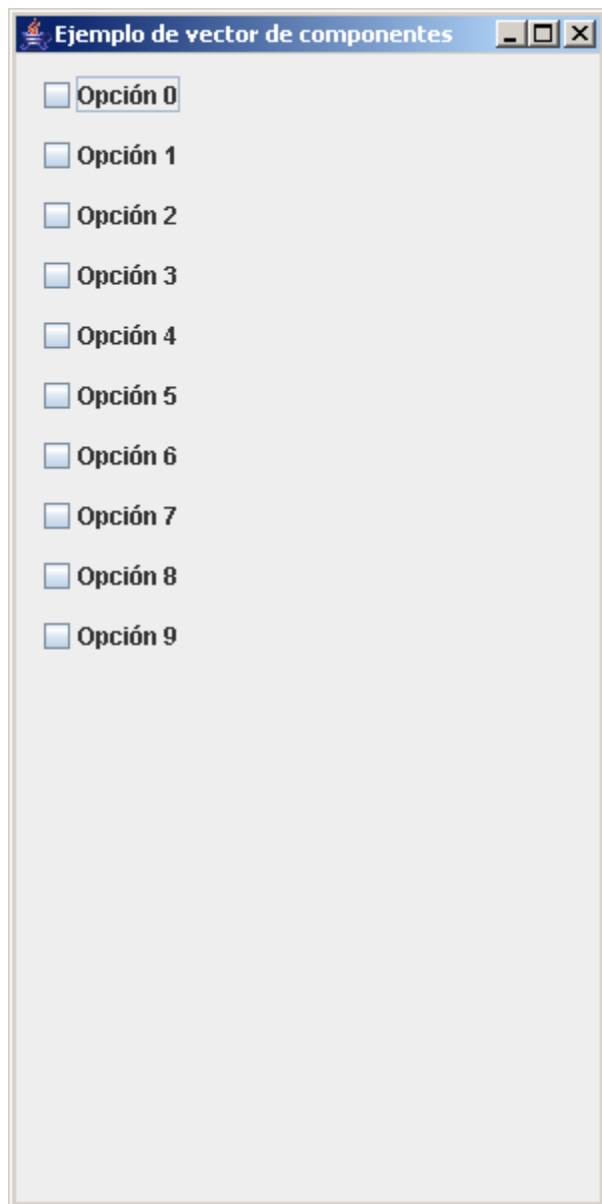 Ejemplo de vector de componentes
Opción 0
Opción 1
Opción 2
Opción 3
Opción 4
Opción 5
Opción 6
Opción 7
Opción 8
Opción 9